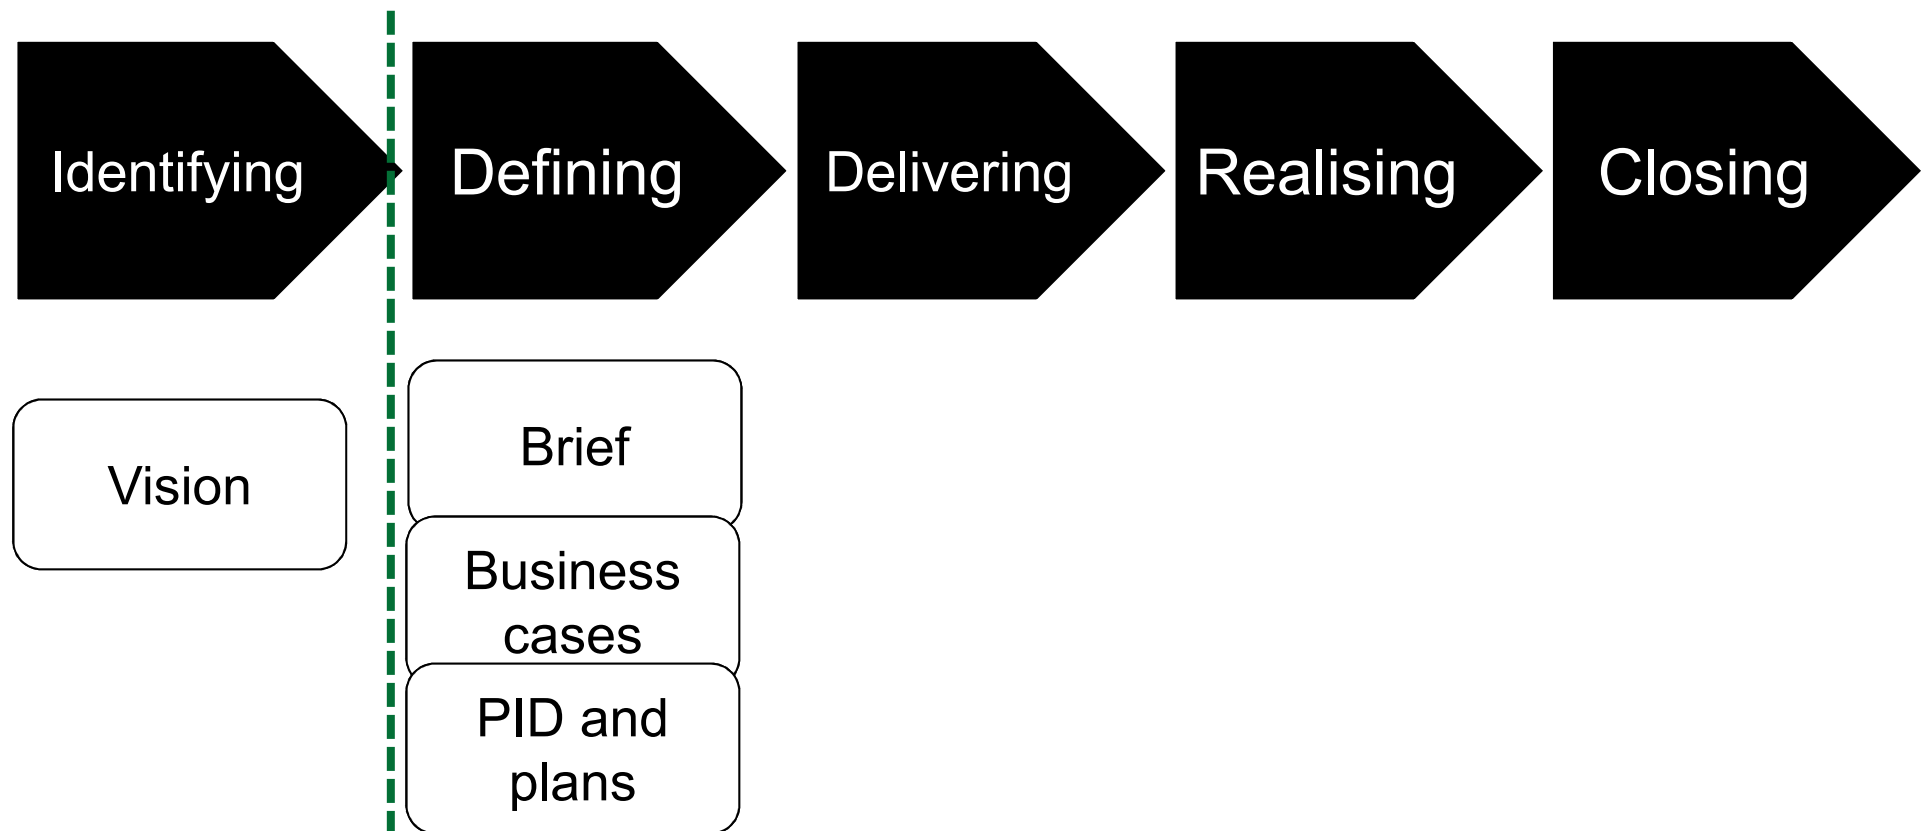 Identifying
Defining
Delivering
Realising
Closing
Vision
Brief
Business
cases
PID and
plans